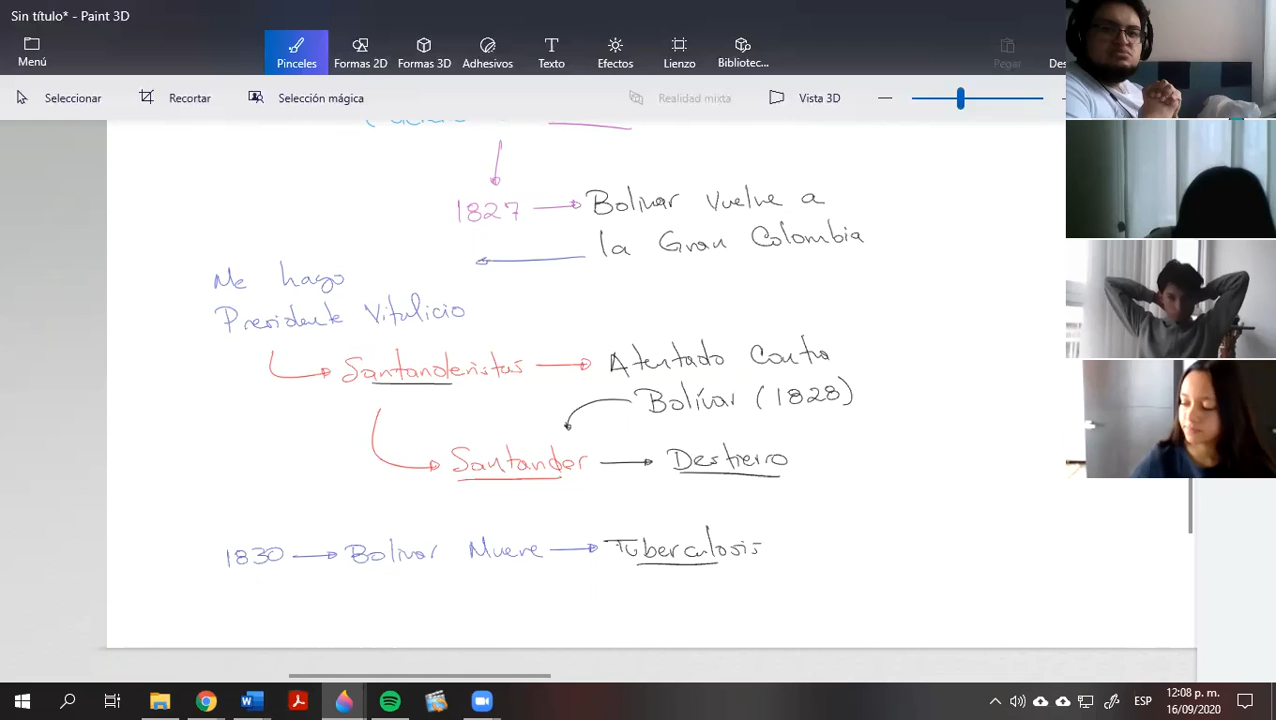 Sin título* - Paint 3D
Menú
Pinceles
Formas 2D
Formas 3D
Adhesivos
Texto
Efectos
Lienzo
Bibliotec...
Pegar
Des
Seleccionar
Recortar
Selección mágica
Realidad mixta
Vista 3D
1827 → Bolivar vuelve a
la Gran Colombia
Me hago
Presidente Vitalicio
Santanderistas → Atentado Contra
Bolívar (1828)
Santander → Destierro
1830 → Bolivar Muere → Tuberculosis
ESP
12:08 p. m.
16/09/2020